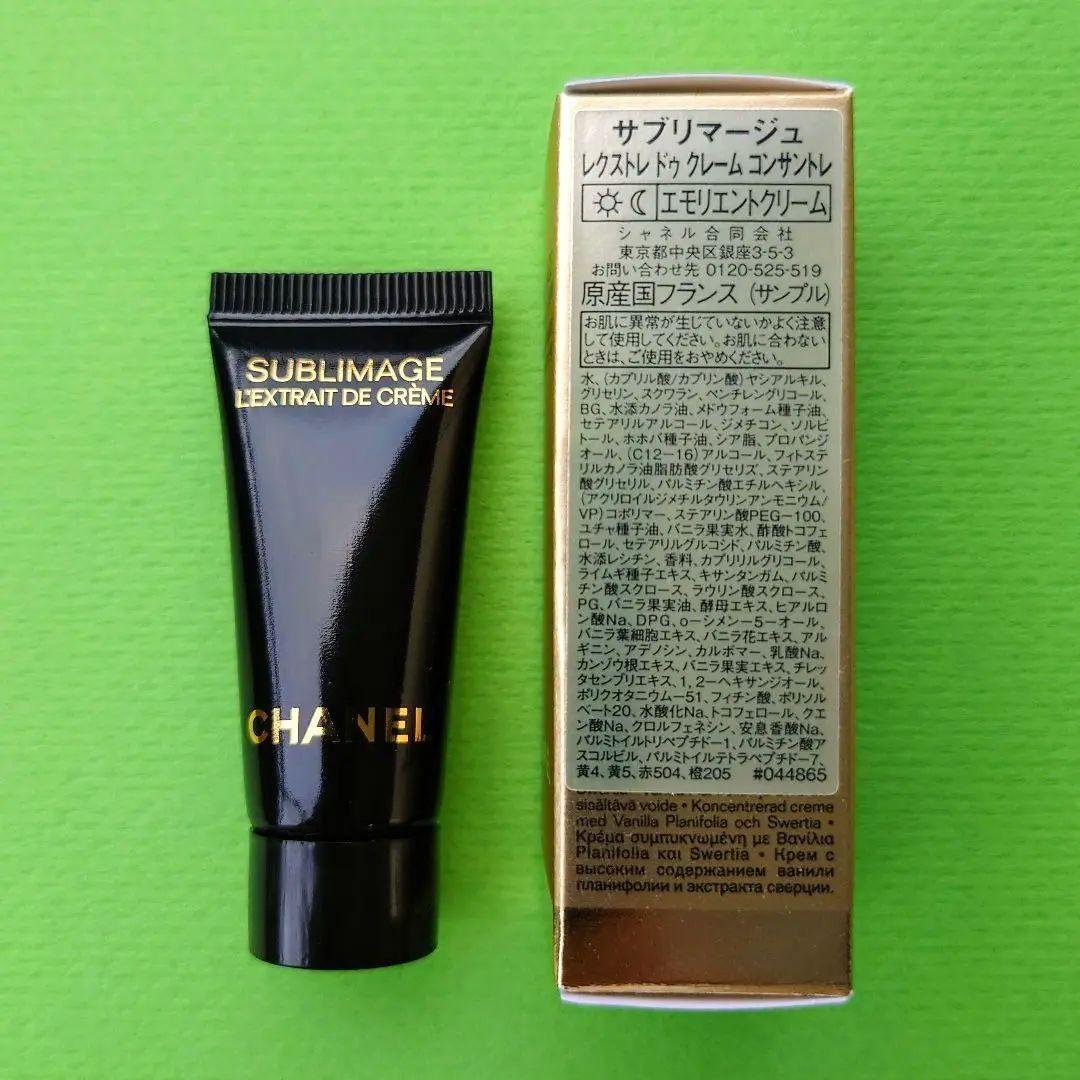 SUBLIMAGE
L'EXTRAIT DE CRÈME
CHANEL
サブリマージュ
レクストレ ドゥ クレーム コンサントレ
エモリエントクリーム
シャネル合同会社
東京都中央区銀座3-5-3
お問い合わせ先 0120-525-519
原産国フランス (サンプル)
お肌に異常が生じていないかよく注意
して使用してください。お肌に合わない
ときは、ご使用をおやめください。
水、(カプリル酸/カプリン酸)ヤシアルキル、
グリセリン、スクワラン、ペンチレングリコール、
BG、水添カノラ油、メドウフォーム種子油、
セテアリルアルコール、ジメチコン、ソルビ
トール、ホホバ種子油、シア脂、プロパンジ
オール、(C12-16)アルコール、フィトステ
リルカノラ油脂肪酸グリセリズ、ステアリン
酸グリセリル、パルミチン酸エチルヘキシル、
(アクリロイルジメチルタウリンアンモニウム/
VP)コポリマー、ステアリン酸PEG-100、
ユチャ種子油、バニラ果実水、酢酸トコフェ
ロール、セテアリルグルコシド、パルミチン酸、
水添レシチン、香料、カプリリルグリコール、
ライムギ種子エキス、キサンタンガム、パルミ
チン酸スクロース、ラウリン酸スクロース、
PG、バニラ果実油、酵母エキス、ヒアルロ
ン酸Na、DPG、o-シメン-5-オール、
バニラ葉細胞エキス、バニラ花エキス、アル
ギニン、アデノシン、カルボマー、乳酸Na、
カンゾウ根エキス、バニラ果実エキス、チレッ
タセンブリエキス、1,2-ヘキサンジオール、
ポリクオタニウム-51、フィチン酸、ポリソル
ベート20、水酸化Na、トコフェロール、クエ
ン酸Na、クロルフェネシン、安息香酸Na、
パルミトイルトリペプチド-1、パルミチン酸ア
スコルビル、パルミトイルテトラペプチド-7、
黄4、黄5、赤504、橙205 #044865
sisältävä voide • Koncentrerad creme
med Vanilla Planifolia och Swertia •
Κρέμα συμπυκνωμένη με Βανίλια
Planifolia και Swertia • Крем с
высоким содержанием ванили
планифолии и экстракта сверции.